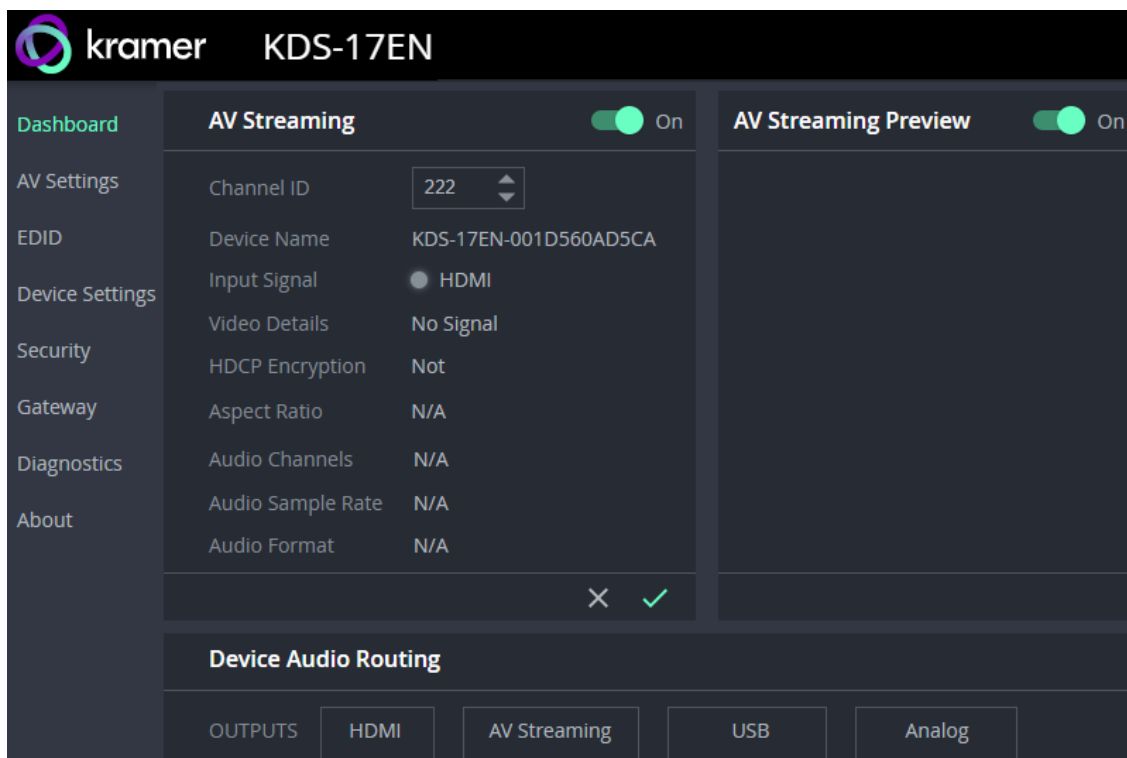 kramer KDS-17EN
Dashboard
AV Settings
EDID
Device Settings
Security
Gateway
Diagnostics
About
AV Streaming On
Channel ID 222
Device Name KDS-17EN-001D560AD5CA
Input Signal HDMI
Video Details No Signal
HDCP Encryption Not
Aspect Ratio N/A
Audio Channels N/A
Audio Sample Rate N/A
Audio Format N/A
AV Streaming Preview On
Device Audio Routing
OUTPUTS HDMI AV Streaming USB Analog